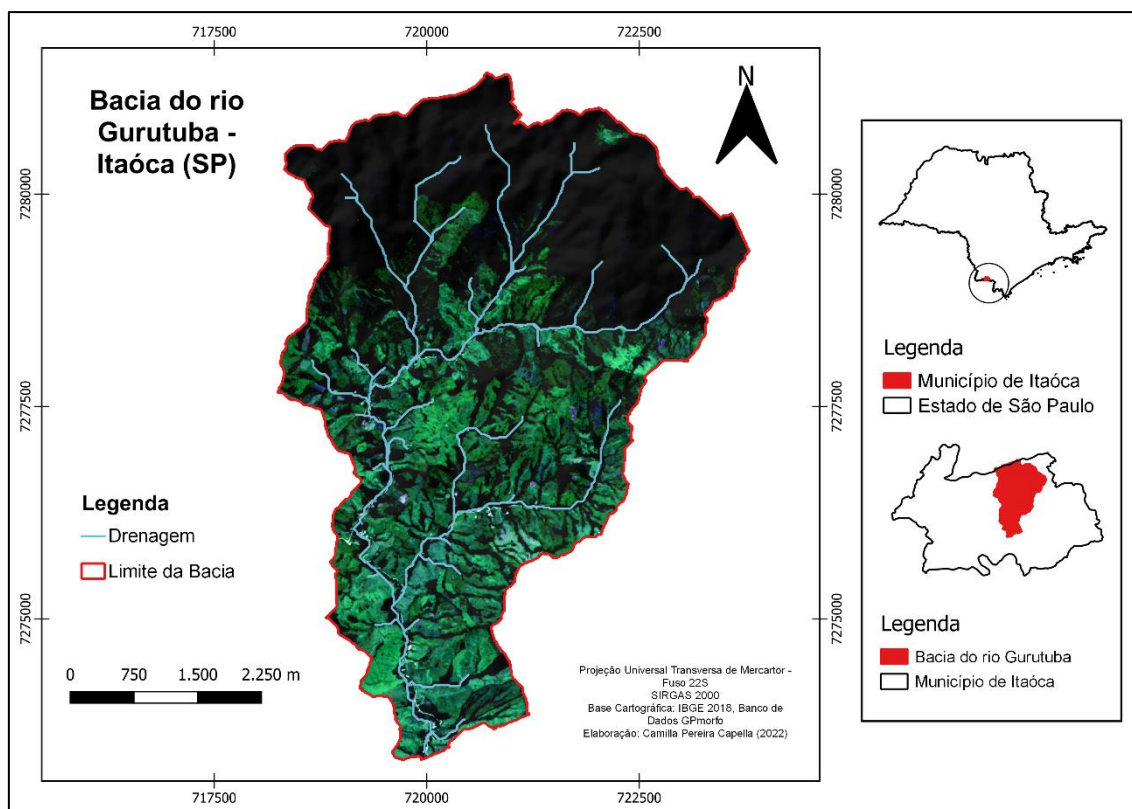 717500
720000
722500
Bacia do rio
Gurutuba -
Itaóca (SP)
N
7280000
7280000
7277500
7277500
7275000
7275000
Legenda
Drenagem
Limite da Bacia
0 750 1.500 2.250 m
Projeção Universal Transversa de Mercartor -
Fuso 22S
SIRGAS 2000
Base Cartográfica: IBGE 2018, Banco de
Dados GPmorfo
Elaboração: Camilla Pereira Capella (2022)
717500
720000
722500
Legenda
Município de Itaóca
Estado de São Paulo
Legenda
Bacia do rio Gurutuba
Município de Itaóca